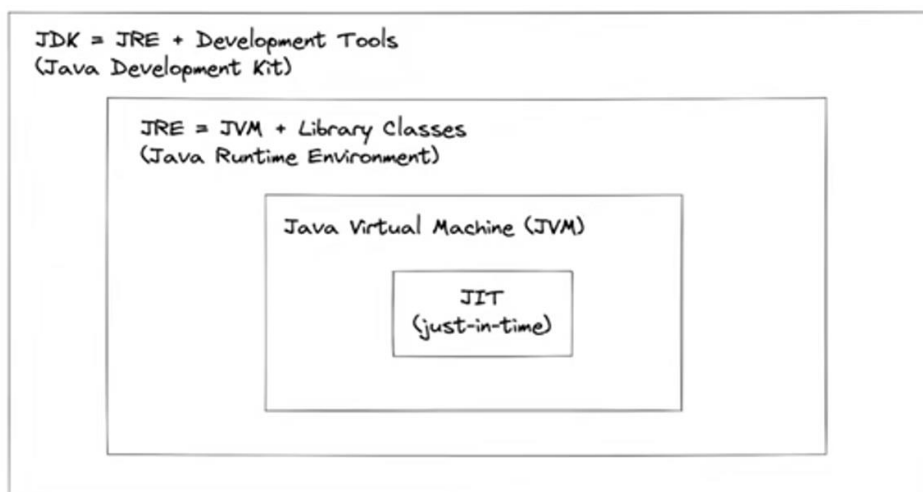 JDK = JRE + Development Tools
(Java Development Kit)
JRE = JVM + Library Classes
(Java Runtime Environment)
Java Virtual Machine (JVM)
JIT
(just-in-time)